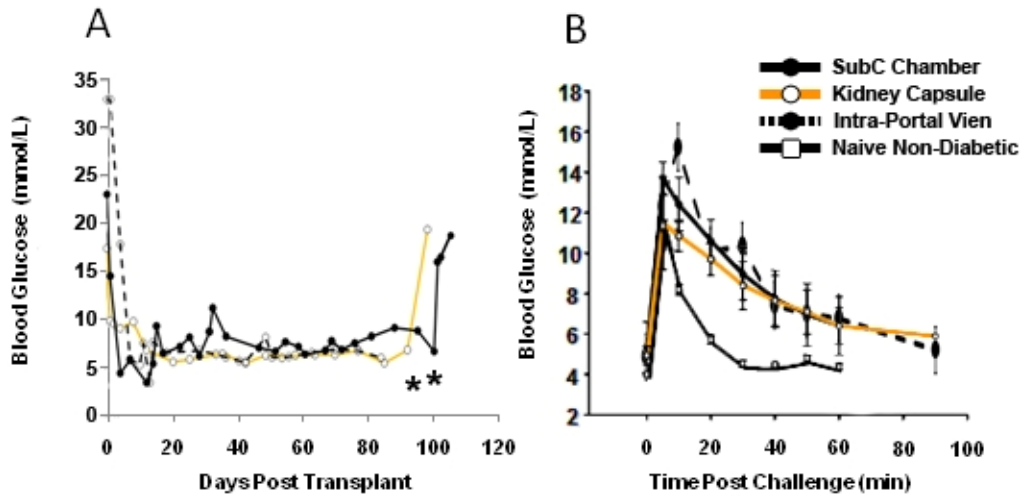 A
B
SubC Chamber
Kidney Capsule
Intra-Portal Vien
Naive Non-Diabetic
Blood Glucose (mmol/L)
35
30
25
20
15
10
5
0
* *
0 20 40 60 80 100 120
Days Post Transplant
Blood Glucose (mmol/L)
18
16
14
12
10
8
6
4
2
0 20 40 60 80 100
Time Post Challenge (min)